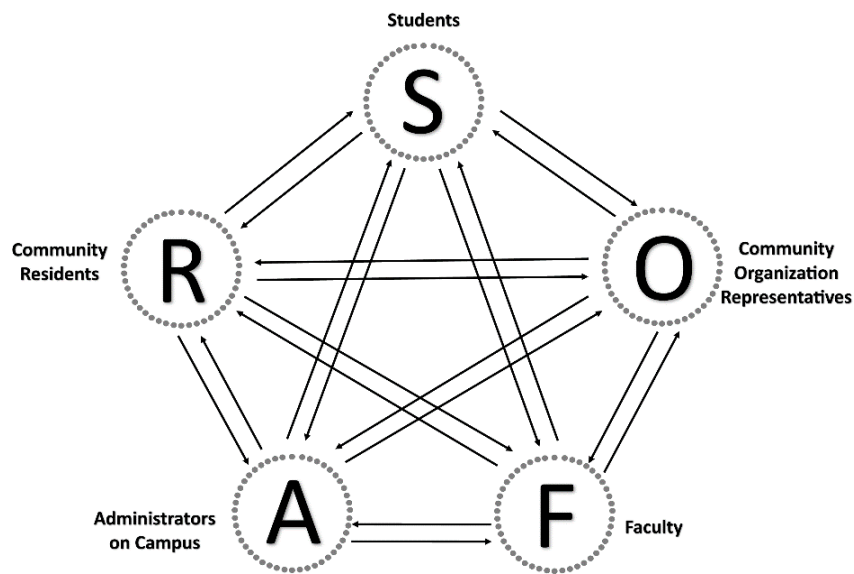 Students
S
Community
Residents
R
O
Community
Organization
Representatives
Administrators
on Campus
A
F
Faculty